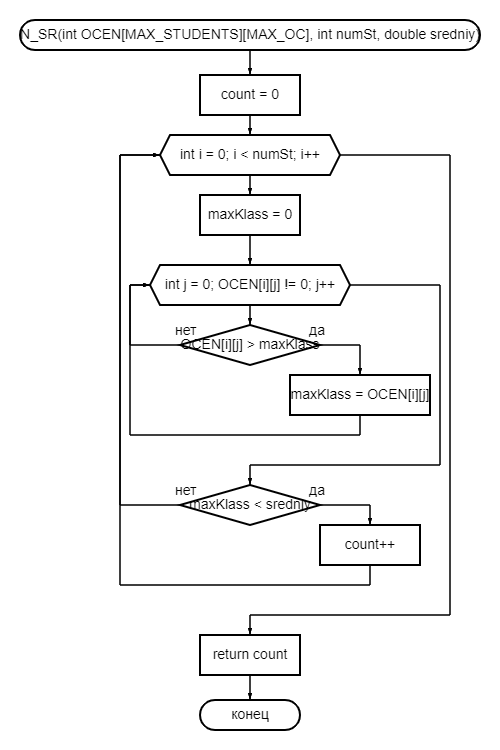 N_SR(int OCEN[MAX_STUDENTS][MAX_OC], int numSt, double sredniy)
count = 0
int i = 0; i < numSt; i++
maxKlass = 0
int j = 0; OCEN[i][j] != 0; j++
нет
да
OCEN[i][j] > maxKlass
maxKlass = OCEN[i][j]
нет
да
maxKlass < sredniy
count++
return count
конец